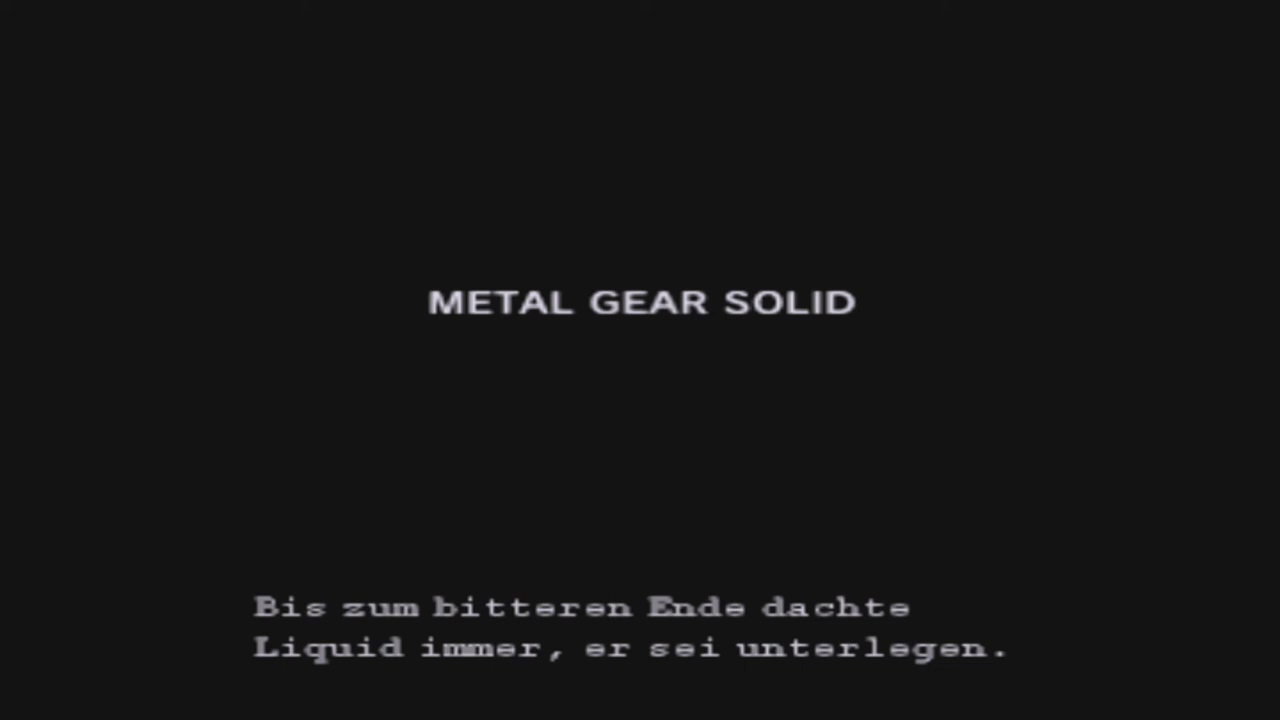 METAL GEAR SOLID
Bis zum bitteren Ende dachte
Liquid immer, er sei unterlegen.